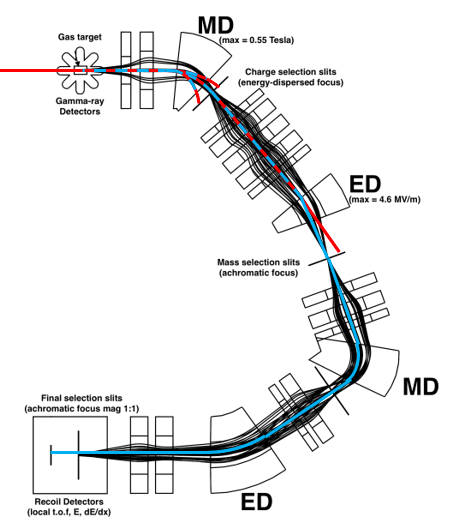 MD
(max = 0.55 Tesla)
Gas target
Charge selection slits
(energy-dispersed focus)
Gamma-ray
Detectors
ED
(max = 4.6 MV/m)
Mass selection slits
(achromatic focus)
MD
Final selection slits
(achromatic focus mag 1:1)
ED
Recoil Detectors
(local t.o.f, E, dE/dx)